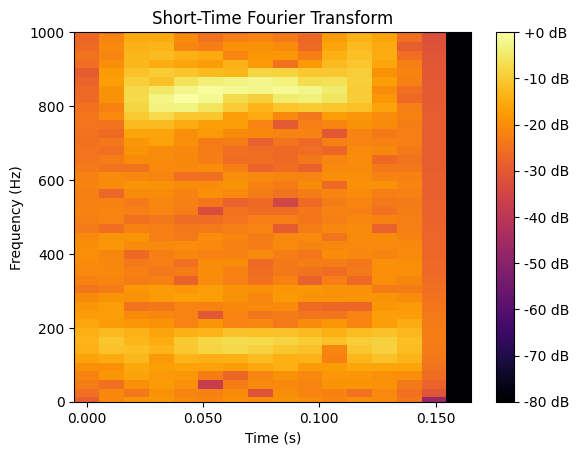 Short-Time Fourier Transform
1000
800
600
400
200
0
Frequency (Hz)
0.000
0.050
0.100
0.150
Time (s)
+0 dB
-10 dB
-20 dB
-30 dB
-40 dB
-50 dB
-60 dB
-70 dB
-80 dB